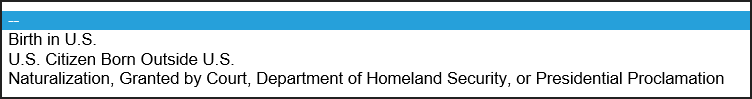 --
Birth in U.S.
U.S. Citizen Born Outside U.S.
Naturalization, Granted by Court, Department of Homeland Security, or Presidential Proclamation